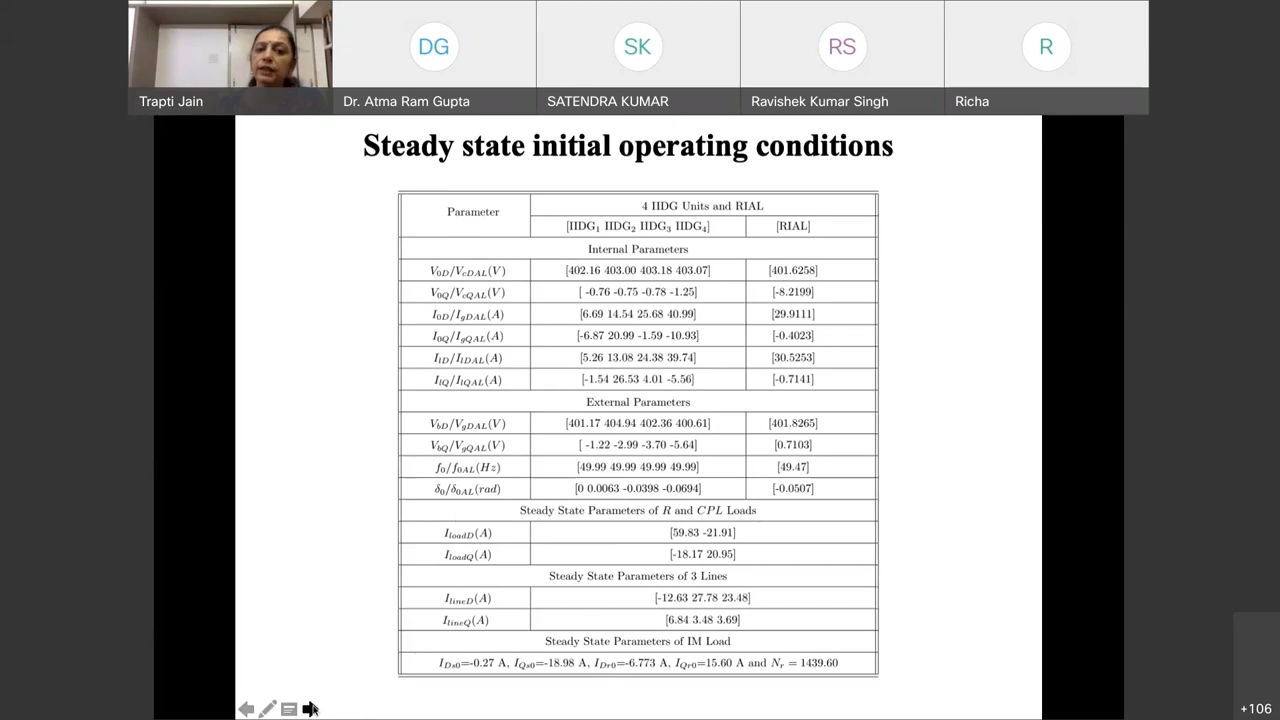 DG
SK
RS
R
Trapti Jain
Dr. Atma Ram Gupta
SATENDRA KUMAR
Ravishek Kumar Singh
Richa
Steady state initial operating conditions
Parameter
4 IIDG Units and RIAL
[IIDG₁ IIDG₂ IIDG₃ IIDG₄] [RIAL]
Internal Parameters
V0D/VcDAL(V) [402.16 403.00 403.18 403.07] [401.6258]
V0Q/VcQAL(V) [ -0.76 -0.75 -0.78 -1.25] [-8.2199]
I0D/IgDAL(A) [6.69 14.54 25.68 40.99] [29.9111]
I0Q/IgQAL(A) [-6.87 20.99 -1.59 -10.93] [-0.4023]
IlD/IlDAL(A) [5.26 13.08 24.38 39.74] [30.5253]
IlQ/IlQAL(A) [-1.54 26.53 4.01 -5.56] [-0.7141]
External Parameters
VbD/VgDAL(V) [401.17 404.94 402.36 400.61] [401.8265]
VbQ/VgQAL(V) [ -1.22 -2.99 -3.70 -5.64] [0.7103]
f0/f0AL(Hz) [49.99 49.99 49.99 49.99] [49.47]
δ0/δ0AL(rad) [0 0.0063 -0.0398 -0.0694] [-0.0507]
Steady State Parameters of R and CPL Loads
IloadD(A) [59.83 -21.91]
IloadQ(A) [-18.17 20.95]
Steady State Parameters of 3 Lines
IlineD(A) [-12.63 27.78 23.48]
IlineQ(A) [6.84 3.48 3.69]
Steady State Parameters of IM Load
IDs0=-0.27 A, IQs0=-18.98 A, IDr0=-6.773 A, IQr0=15.60 A and Nr = 1439.60
+106